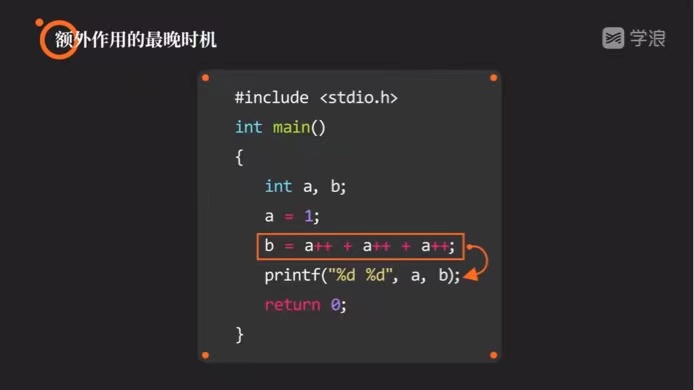 额外作用的最晚时机
学浪
#include <stdio.h>
int main()
{
int a, b;
a = 1;
b = a++ + a++ + a++;
printf("%d %d", a, b);
return 0;
}